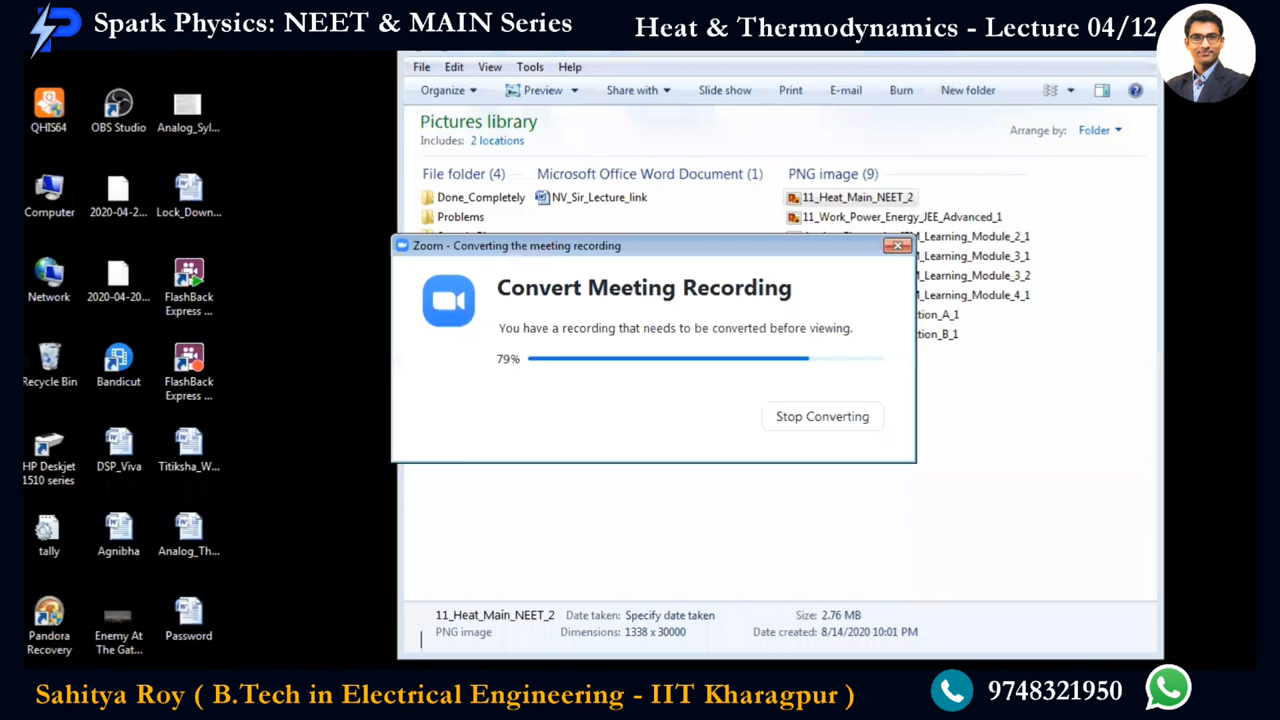 Spark Physics: NEET & MAIN Series
Heat & Thermodynamics - Lecture 04/12
File Edit View Tools Help
Organize Preview Share with Slide show Print E-mail Burn New folder
Pictures library
Includes: 2 locations
Arrange by: Folder
File folder (4)
Microsoft Office Word Document (1)
PNG image (9)
Done_Completely
NV_Sir_Lecture_link
11_Heat_Main_NEET_2
Problems
11_Work_Power_Energy_JEE_Advanced_1
_Learning_Module_2_1
_Learning_Module_3_1
_Learning_Module_3_2
_Learning_Module_4_1
tion_A_1
ction_B_1
Zoom - Converting the meeting recording
Convert Meeting Recording
You have a recording that needs to be converted before viewing.
79%
Stop Converting
QHIS64 OBS Studio Analog_Syl...
Computer 2020-04-2... Lock_Down...
Network 2020-04-20... FlashBack
Express ...
Recycle Bin Bandicut FlashBack
Express ...
HP Deskjet DSP_Viva Titiksha_W...
1510 series
tally Agnibha Analog_Th...
Pandora Enemy At Password
Recovery The Gat...
11_Heat_Main_NEET_2 Date taken: Specify date taken Size: 2.76 MB
PNG image Dimensions: 1338 x 30000 Date created: 8/14/2020 10:01 PM
Sahitya Roy ( B.Tech in Electrical Engineering - IIT Kharagpur )
9748321950